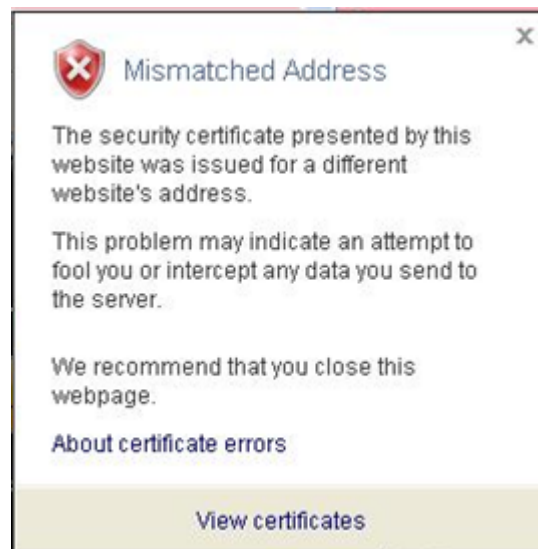 Mismatched Address
The security certificate presented by this
website was issued for a different
website's address.
This problem may indicate an attempt to
fool you or intercept any data you send to
the server.
We recommend that you close this
webpage.
About certificate errors
View certificates